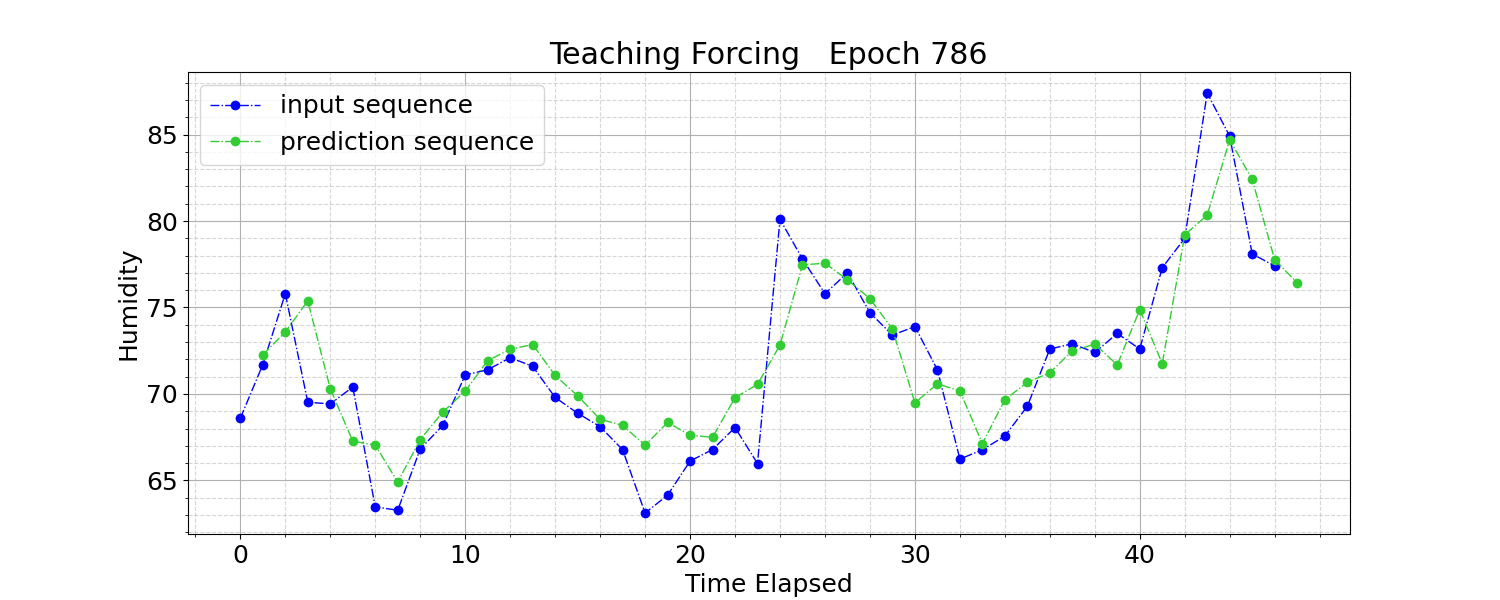 Teaching Forcing   Epoch 786
input sequence
prediction sequence
85
80
75
70
65
Humidity
0 10 20 30 40
Time Elapsed